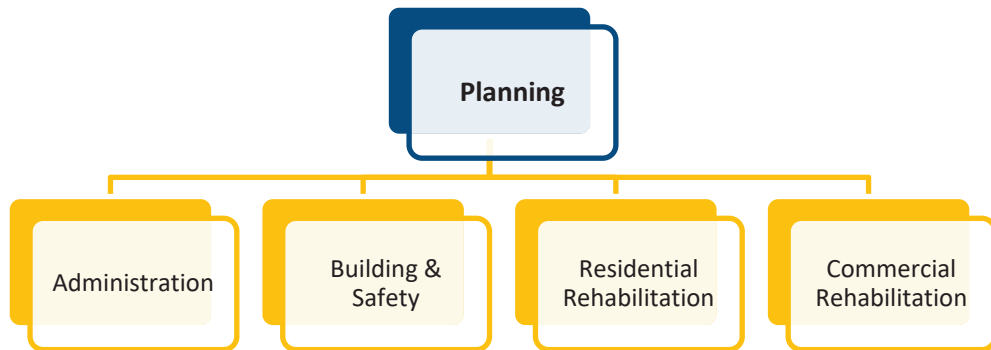 Planning
Administration
Building &
Safety
Residential
Rehabilitation
Commercial
Rehabilitation